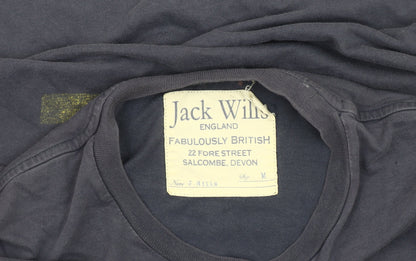 Jack Wills
ENGLAND
FABULOUSLY BRITISH
22 FORE STREET
SALCOMBE, DEVON